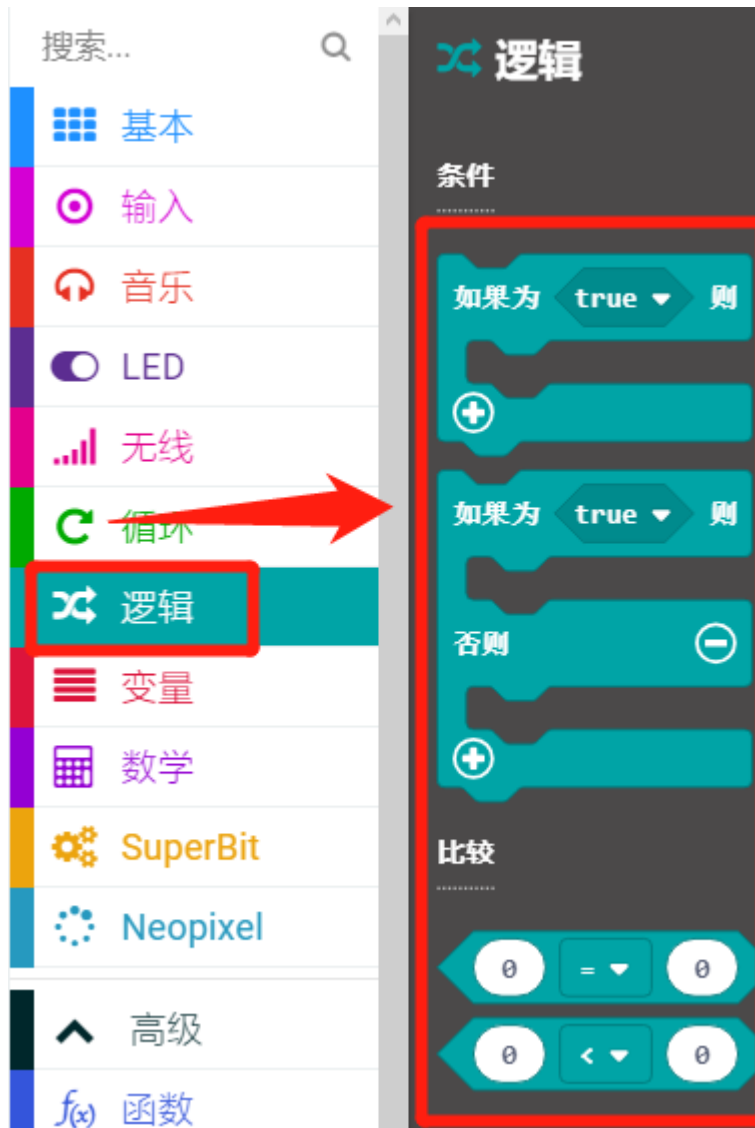 搜索...
基本
输入
音乐
LED
无线
循环
逻辑
变量
数学
SuperBit
Neopixel
高级
f(x) 函数
逻辑
条件
如果为 true 则
如果为 true 则
否则
比较
0 = 0
0 < 0